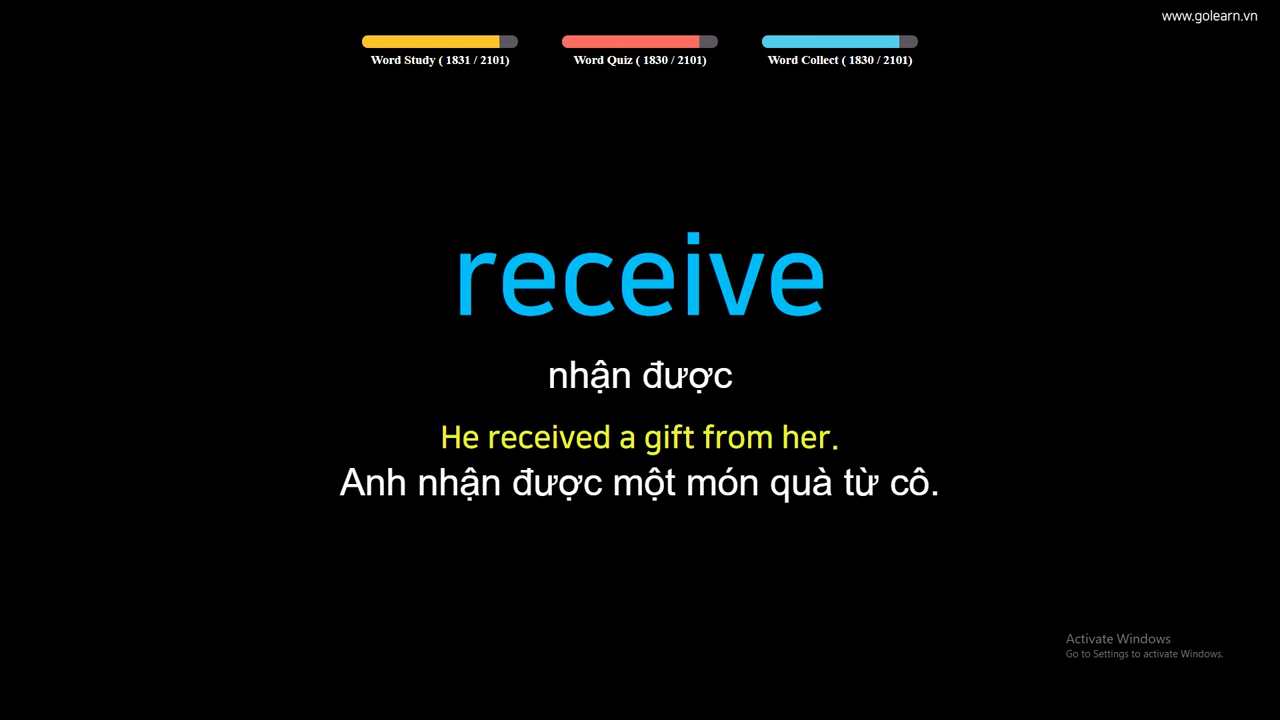 www.golearn.vn
Word Study ( 1831 / 2101) Word Quiz ( 1830 / 2101) Word Collect ( 1830 / 2101)
receive
nhận được
He received a gift from her.
Anh nhận được một món quà từ cô.
Activate Windows
Go to Settings to activate Windows.